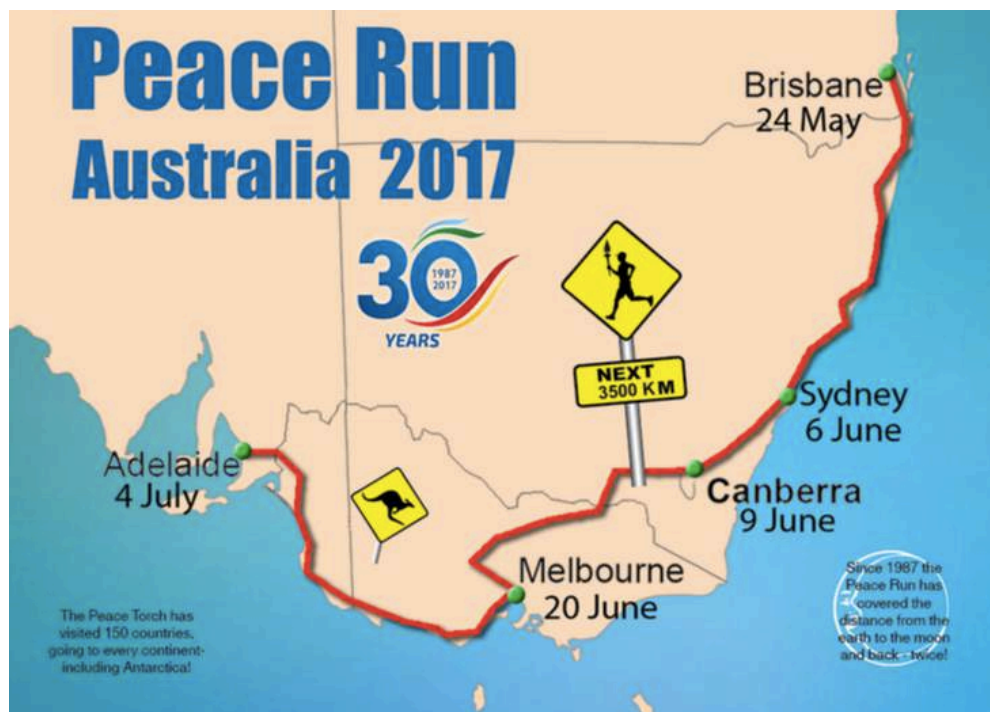 Peace Run
Australia 2017
30
1987
2017
YEARS
Brisbane
24 May
NEXT
3500 KM
Sydney
6 June
Canberra
9 June
Adelaide
4 July
Melbourne
20 June
The Peace Torch has
visited 150 countries,
going to every continent-
including Antarctica!
Since 1987 the
Peace Run has
covered the
distance from the
earth to the moon
and back - twice!